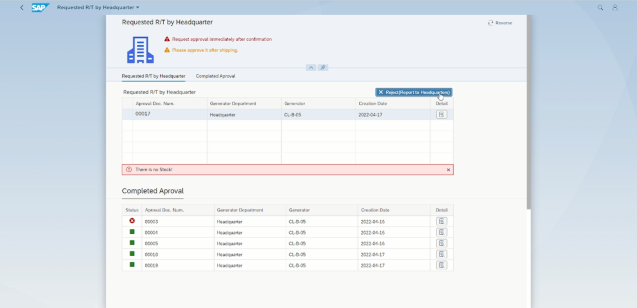 SAP Requested R/T by Headquarter
Requested R/T by Headquarter
Reverse
Request approval immediately after confirmation
Please approve it after shipping.
Requested R/T by Headquarter Completed Aproval
Requested R/T by Headquarter Reject(Report to Headquarters)
Aproval Doc. Num. Generator Department Generator Creation Date Detail
00017 Headquarter CL-B-05 2022-04-17
There is no Stock!
Completed Aproval
Status Aproval Doc. Num. Generator Department Generator Creation Date Detail
00003 Headquarter CL-B-05 2022-04-16
00004 Headquarter CL-B-05 2022-04-16
00005 Headquarter CL-B-05 2022-04-16
00018 Headquarter CL-B-05 2022-04-17
00019 Headquarter CL-B-05 2022-04-17